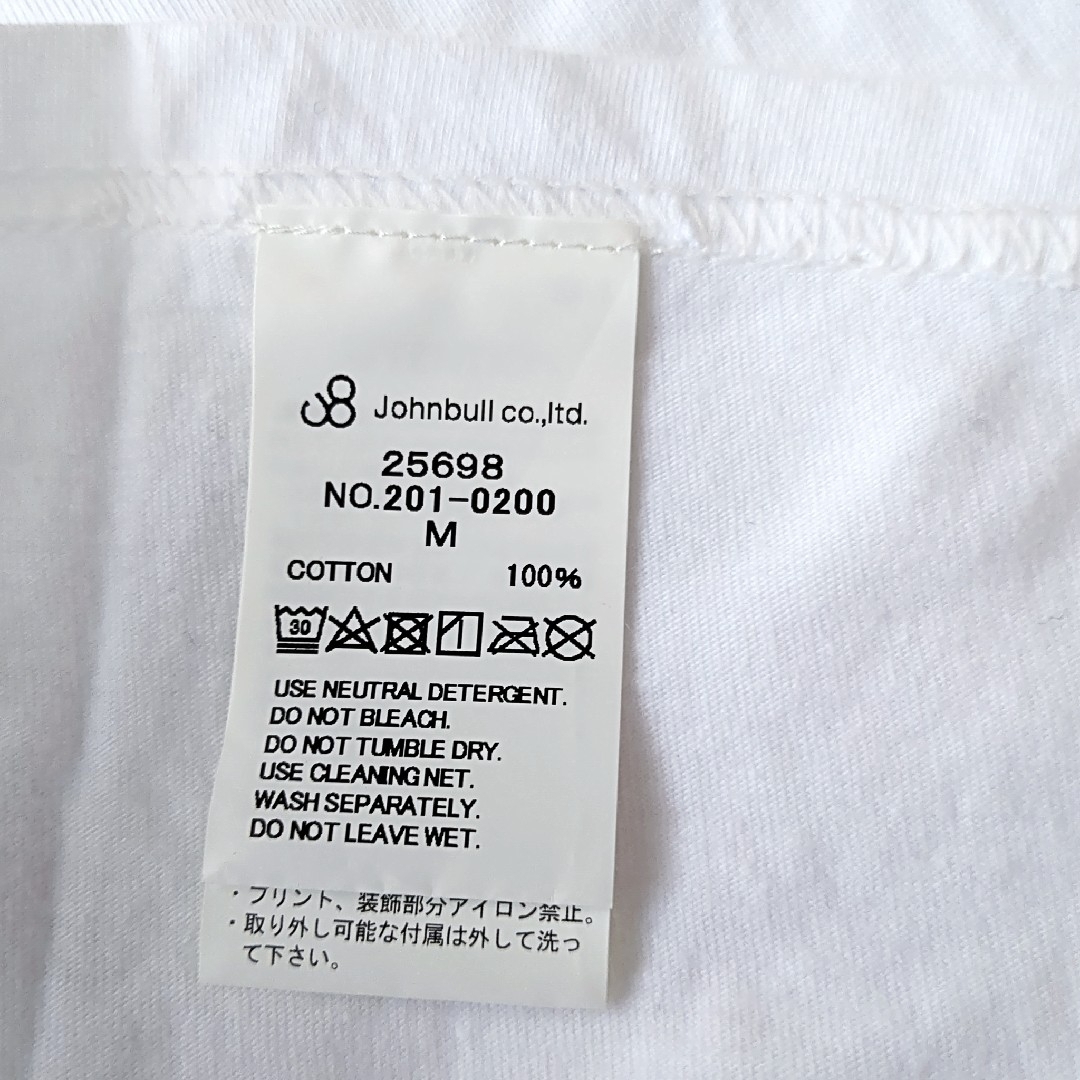 Johnbull co.,ltd.
25698
NO.201-0200
M
COTTON 100%
30
USE NEUTRAL DETERGENT.
DO NOT BLEACH.
DO NOT TUMBLE DRY.
USE CLEANING NET.
WASH SEPARATELY.
DO NOT LEAVE WET.
・プリント、装飾部分アイロン禁止。
・取り外し可能な付属は外して洗っ
て下さい。